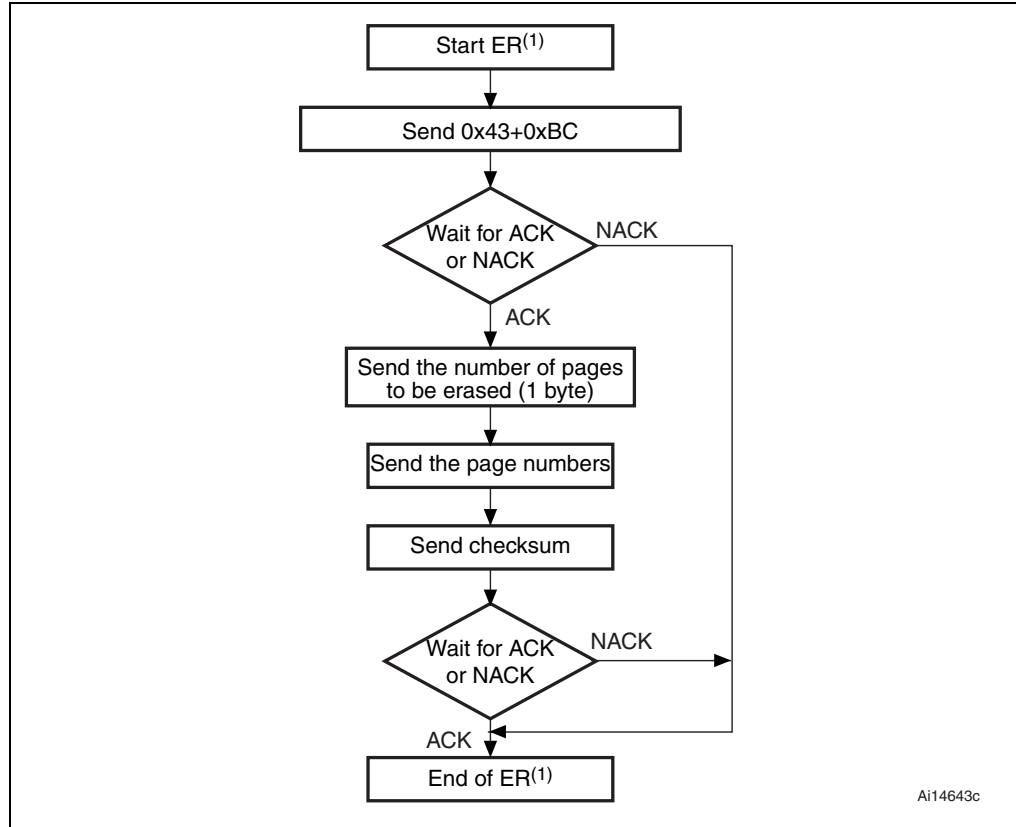 Start ER(1)
Send 0x43+0xBC
Wait for ACK
or NACK
NACK
ACK
Send the number of pages
to be erased (1 byte)
Send the page numbers
Send checksum
Wait for ACK
or NACK
NACK
ACK
End of ER(1)
Ai14643c